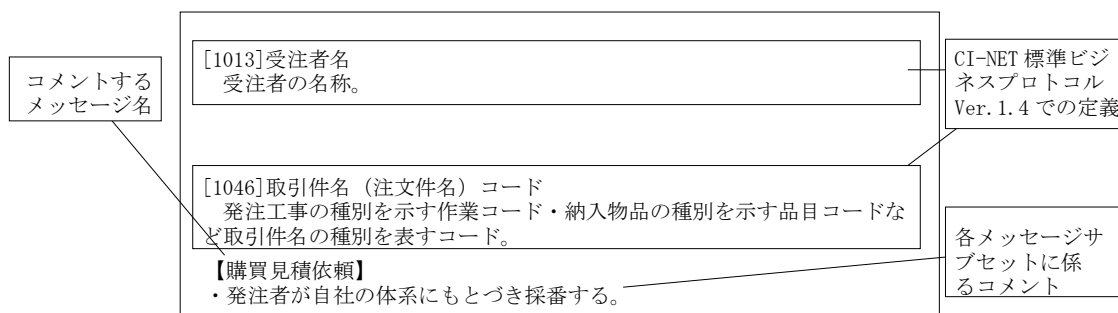 コメントする
メッセージ名
[1013]受注者名
受注者の名称。
CI-NET 標準ビジ
ネスプロトコル
Ver.1.4 での定義
[1046]取引件名（注文件名）コード
発注工事の種別を示す作業コード・納入物品の種別を示す品目コードな
ど取引件名の種別を表すコード。
【購買見積依頼】
・発注者が自社の体系にもとづき採番する。
各メッセージサ
ブセットに係
るコメント